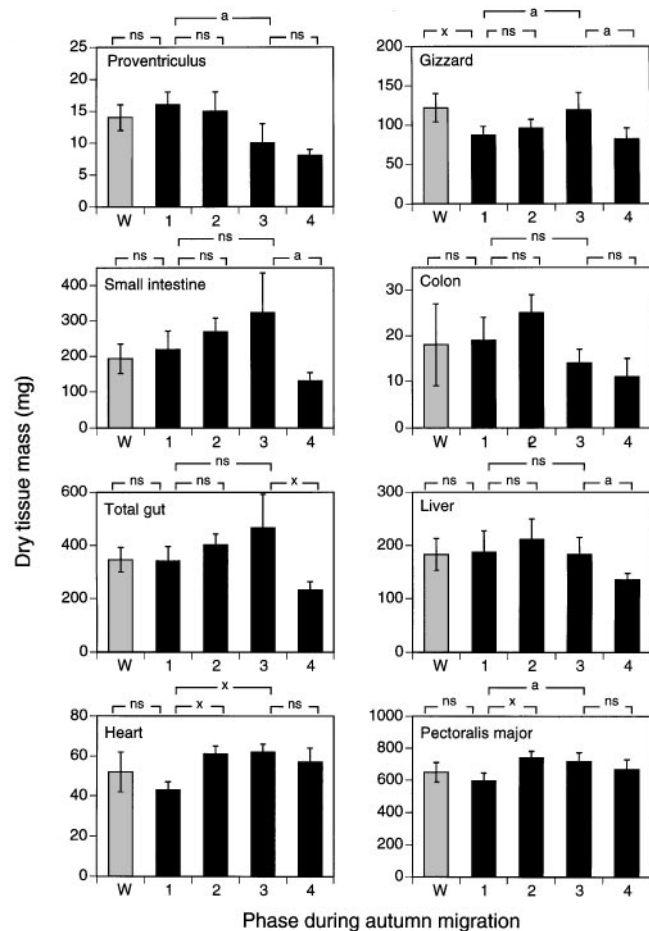 a
ns ns ns
Proventriculus
25
20
15
10
5
0
W 1 2 3 4
a
x ns a
Gizzard
200
150
100
50
0
W 1 2 3 4
ns
ns ns a
Small intestine
400
300
200
100
0
W 1 2 3 4
ns
ns ns ns
Colon
30
20
10
0
W 1 2 3 4
ns
ns ns x
Total gut
600
400
200
0
W 1 2 3 4
ns
ns ns a
Liver
300
200
100
0
W 1 2 3 4
x
ns x ns
Heart
80
60
40
20
0
W 1 2 3 4
a
ns x ns
Pectoralis major
1000
800
600
400
200
0
W 1 2 3 4
Dry tissue mass (mg)
Phase during autumn migration